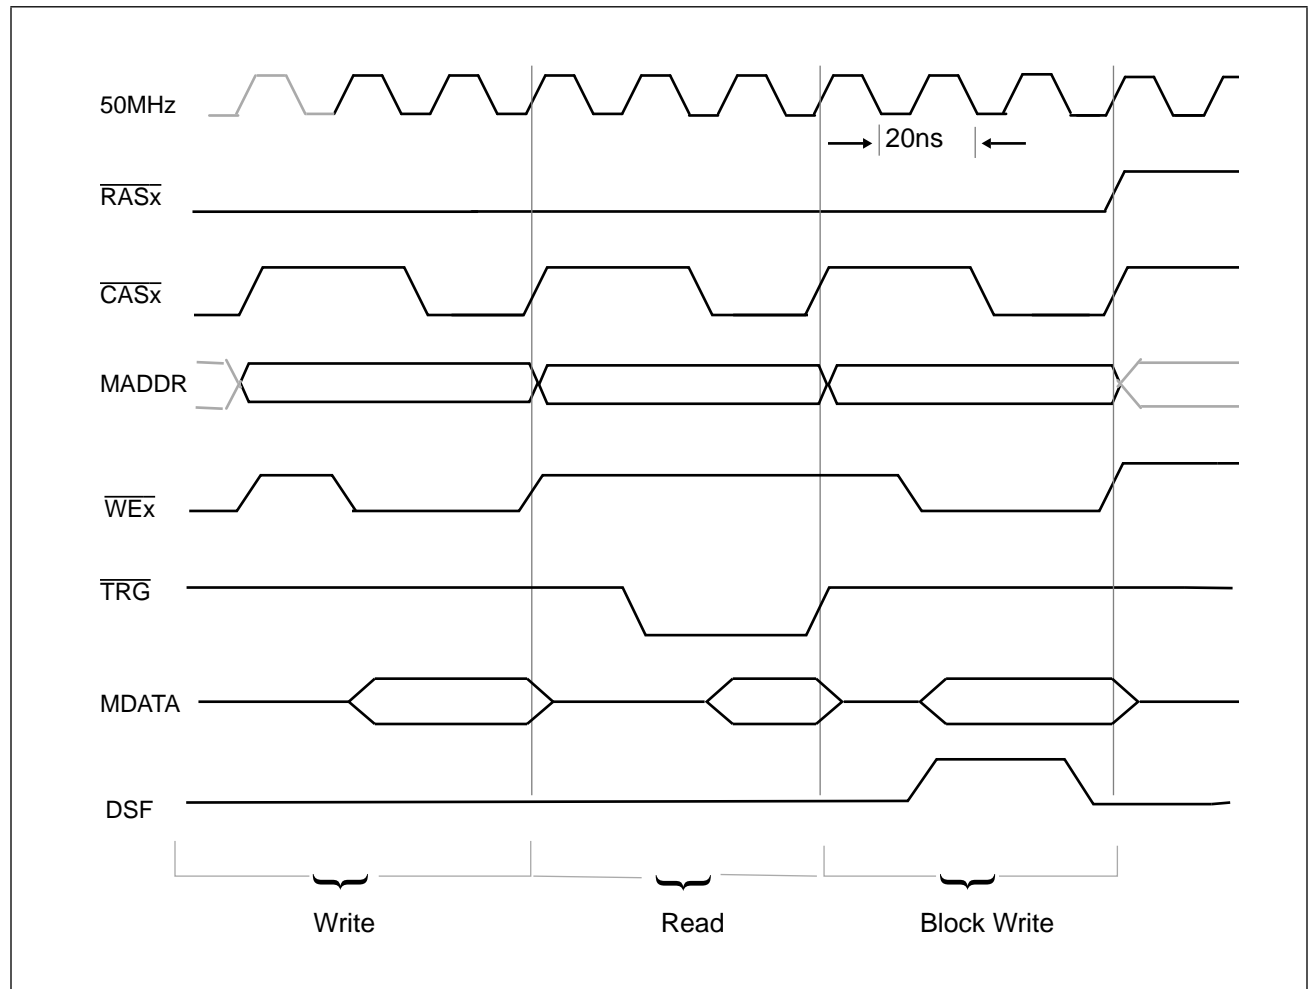 50MHz
20ns
RASx
CASx
MADDR
WEx
TRG
MDATA
DSF
Write
Read
Block Write